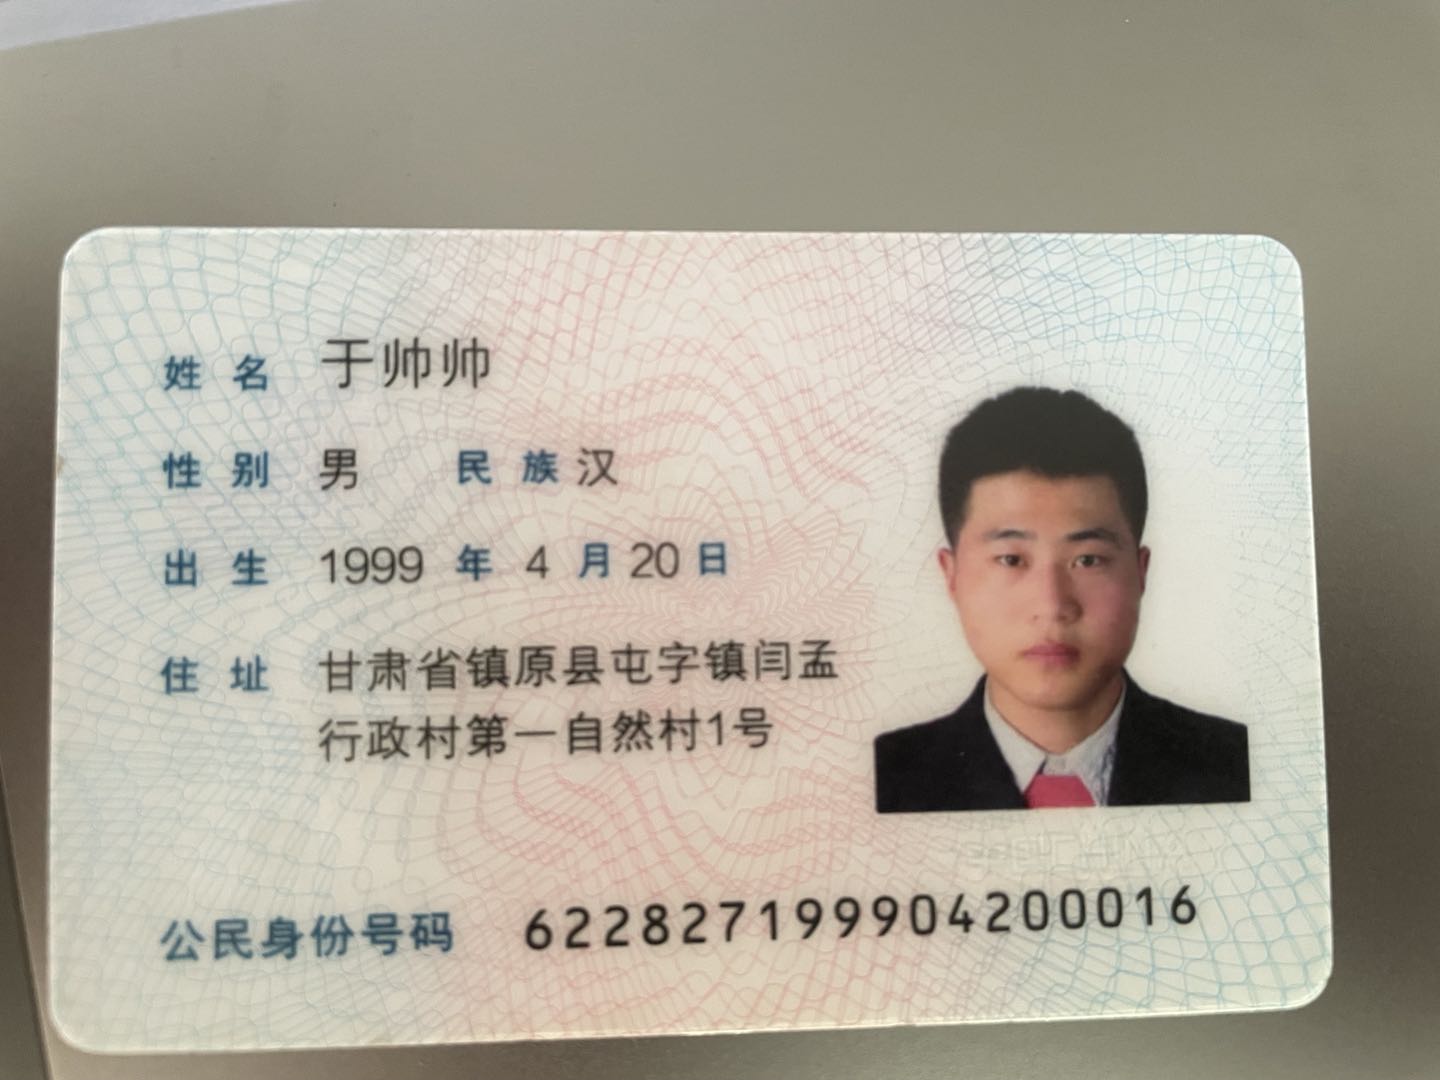 姓名 于帅帅
性别 男 民族 汉
出生 1999 年 4 月 20 日
住址 甘肃省镇原县屯字镇闫孟
行政村第一自然村1号
公民身份号码 622827199904200016